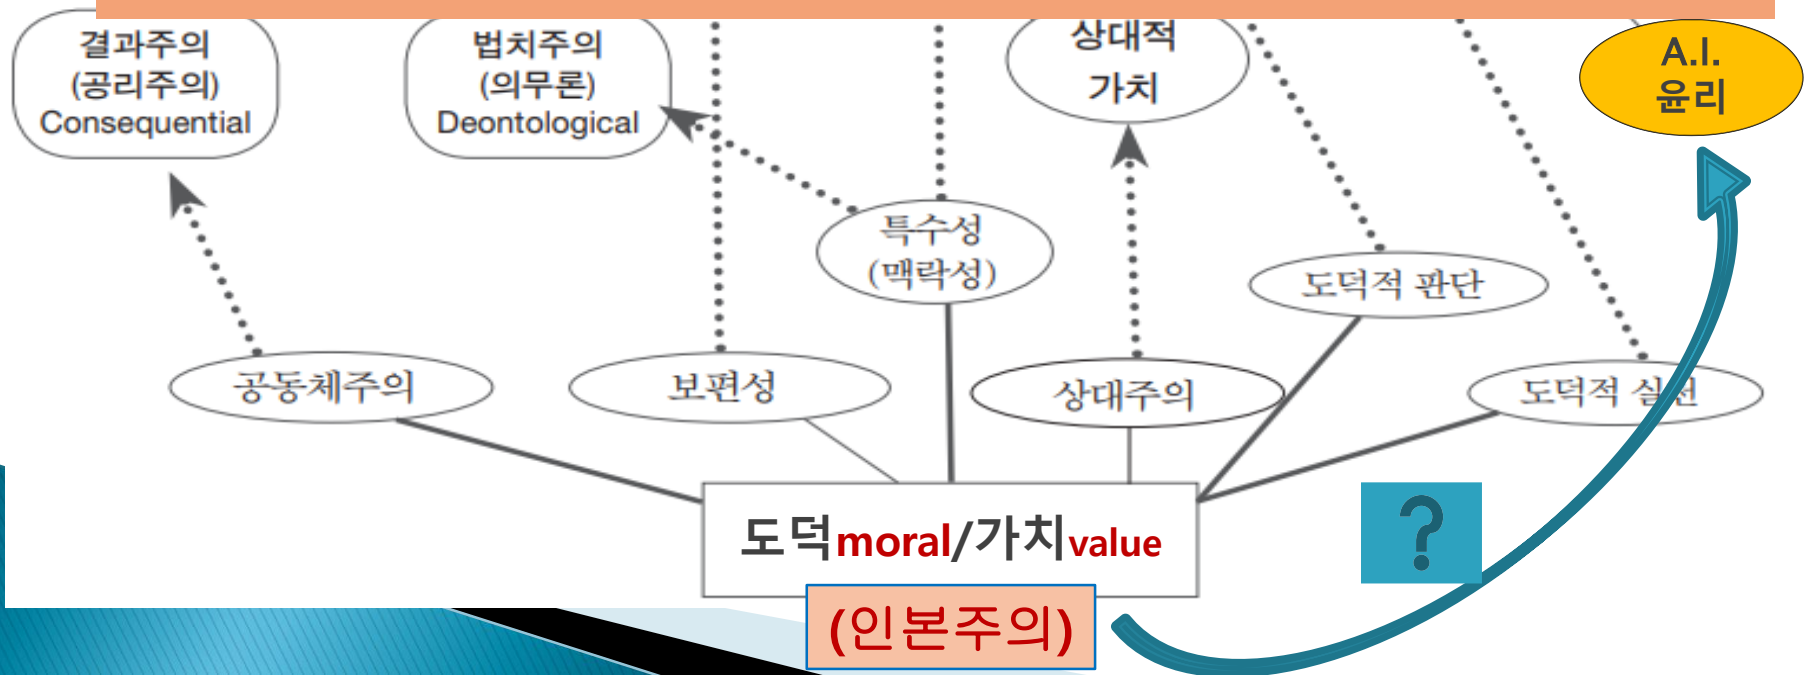 결과주의
(공리주의)
Consequential
법치주의
(의무론)
Deontological
상대적
가치
A.I.
윤리
특수성
(맥락성)
도덕적 판단
공동체주의
보편성
상대주의
도덕적 실천
도덕moral/가치value
?
(인본주의)